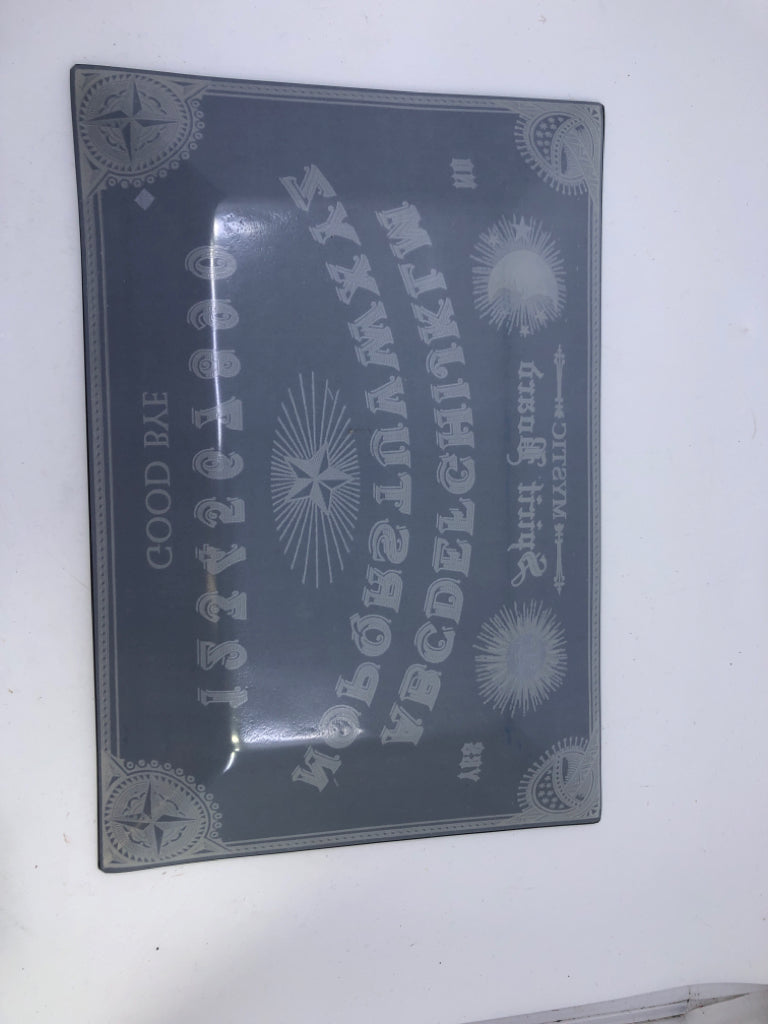 MYSTIC
Spirit Board
YES NO
ABCDEFGHIJKLM
NOPQRSTUVWXYZ
1234567890
GOOD BYE